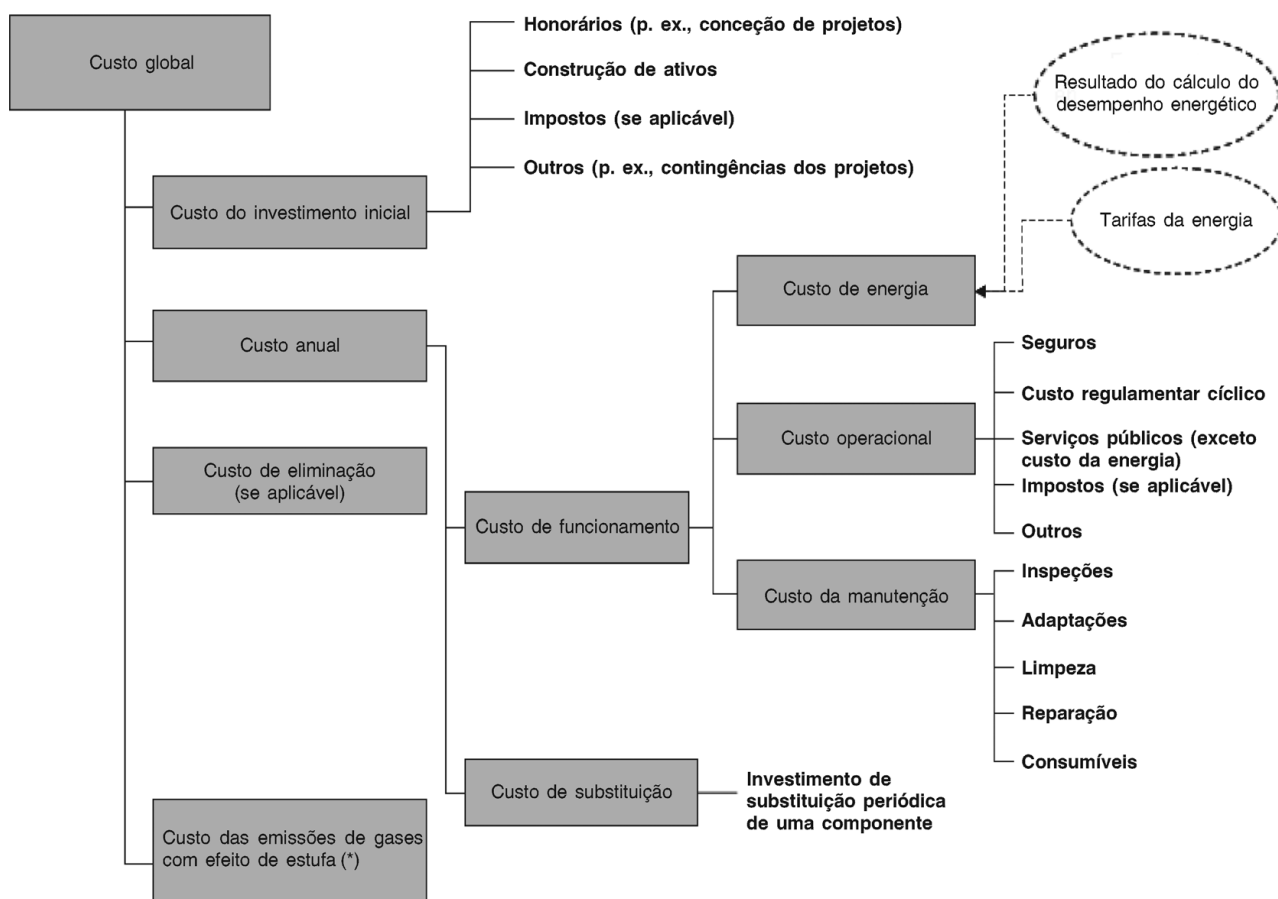 Custo global
Honorários (p. ex., conceção de projetos)
Construção de ativos
Impostos (se aplicável)
Outros (p. ex., contingências dos projetos)
Custo do investimento inicial
Resultado do cálculo do
desempenho energético
Tarifas da energia
Custo de energia
Custo anual
Seguros
Custo regulamentar cíclico
Custo operacional
Serviços públicos (exceto
custo da energia)
Impostos (se aplicável)
Outros
Custo de eliminação
(se aplicável)
Custo de funcionamento
Custo da manutenção
Inspeções
Adaptações
Limpeza
Reparação
Consumíveis
Custo de substituição
Investimento de
substituição periódica
de uma componente
Custo das emissões de gases
com efeito de estufa (*)